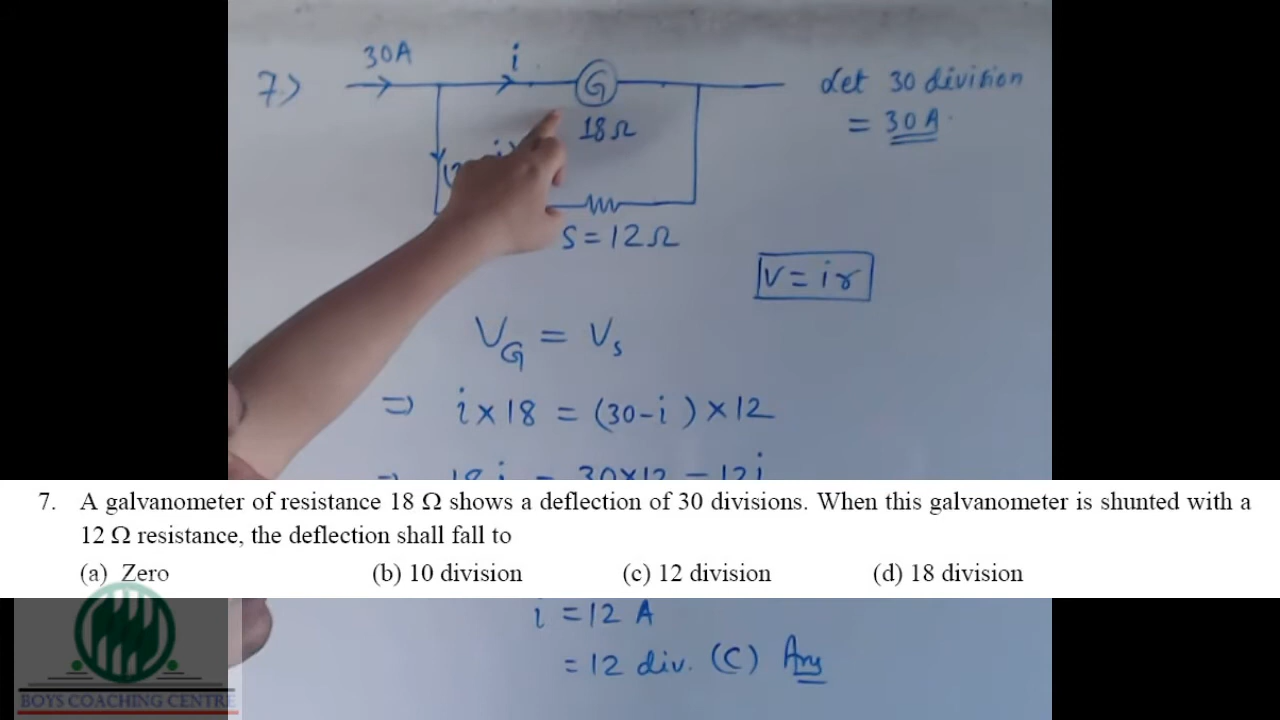 7.)
30A
i
G
18Ω
Let 30 division
= 30A
S = 12Ω
V = ir
V_G = V_s
⇒ i × 18 = (30 - i) × 12
7. A galvanometer of resistance 18 Ω shows a deflection of 30 divisions. When this galvanometer is shunted with a
12 Ω resistance, the deflection shall fall to
(a) Zero (b) 10 division (c) 12 division (d) 18 division
i = 12 A
= 12 div. (C) Ans
BOYS COACHING CENTRE